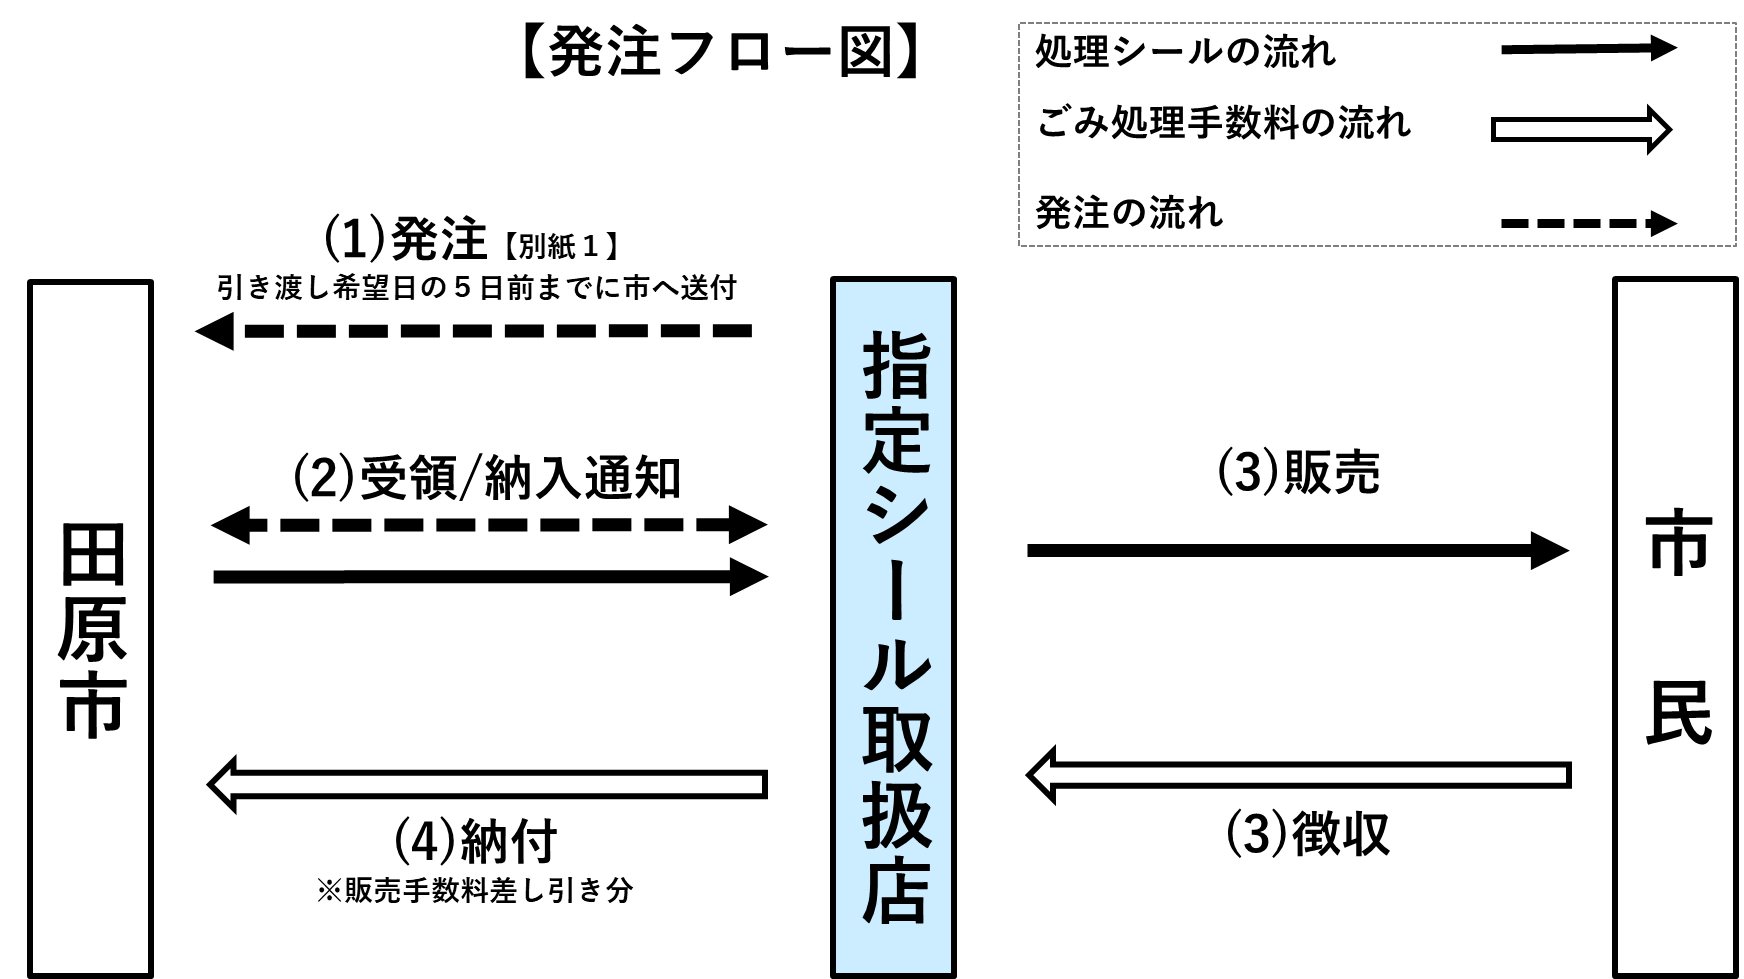 【発注フロー図】
処理シールの流れ
ごみ処理手数料の流れ
発注の流れ
(1)発注【別紙１】
引き渡し希望日の５日前までに市へ送付
(2)受領/納入通知
(3)販売
田原市
指定シール取扱店
市民
(4)納付
※販売手数料差し引き分
(3)徴収